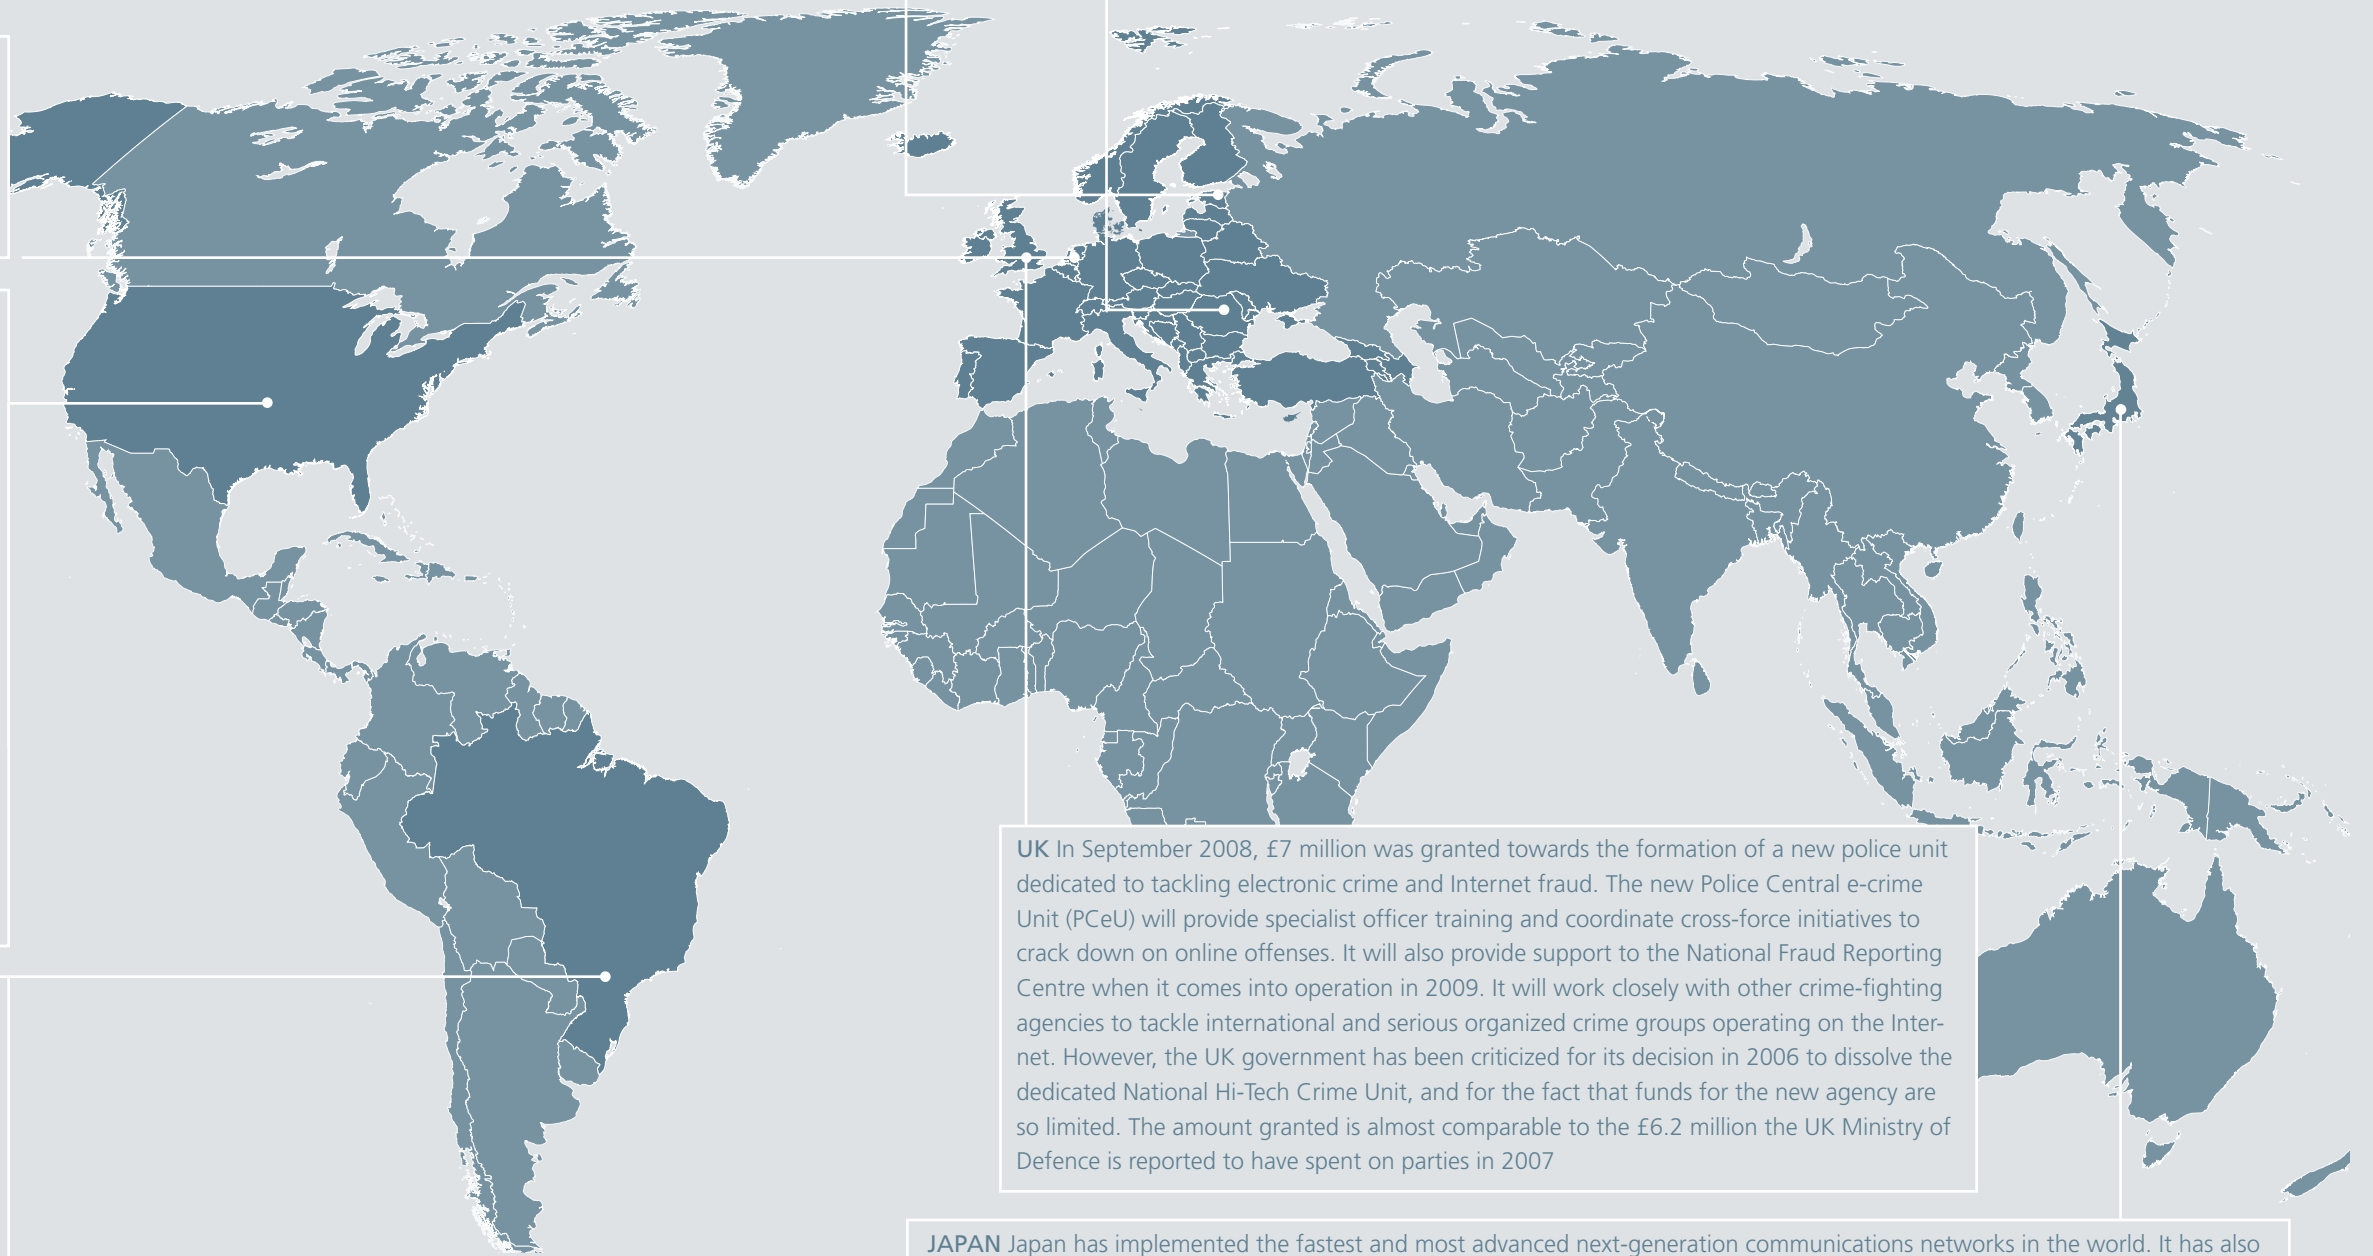 UK In September 2008, £7 million was granted towards the formation of a new police unit
dedicated to tackling electronic crime and Internet fraud. The new Police Central e-crime
Unit (PCeU) will provide specialist officer training and coordinate cross-force initiatives to
crack down on online offenses. It will also provide support to the National Fraud Reporting
Centre when it comes into operation in 2009. It will work closely with other crime-fighting
agencies to tackle international and serious organized crime groups operating on the Inter-
net. However, the UK government has been criticized for its decision in 2006 to dissolve the
dedicated National Hi-Tech Crime Unit, and for the fact that funds for the new agency are
so limited. The amount granted is almost comparable to the £6.2 million the UK Ministry of
Defence is reported to have spent on parties in 2007
JAPAN Japan has implemented the fastest and most advanced next-generation communications networks in the world. It has also